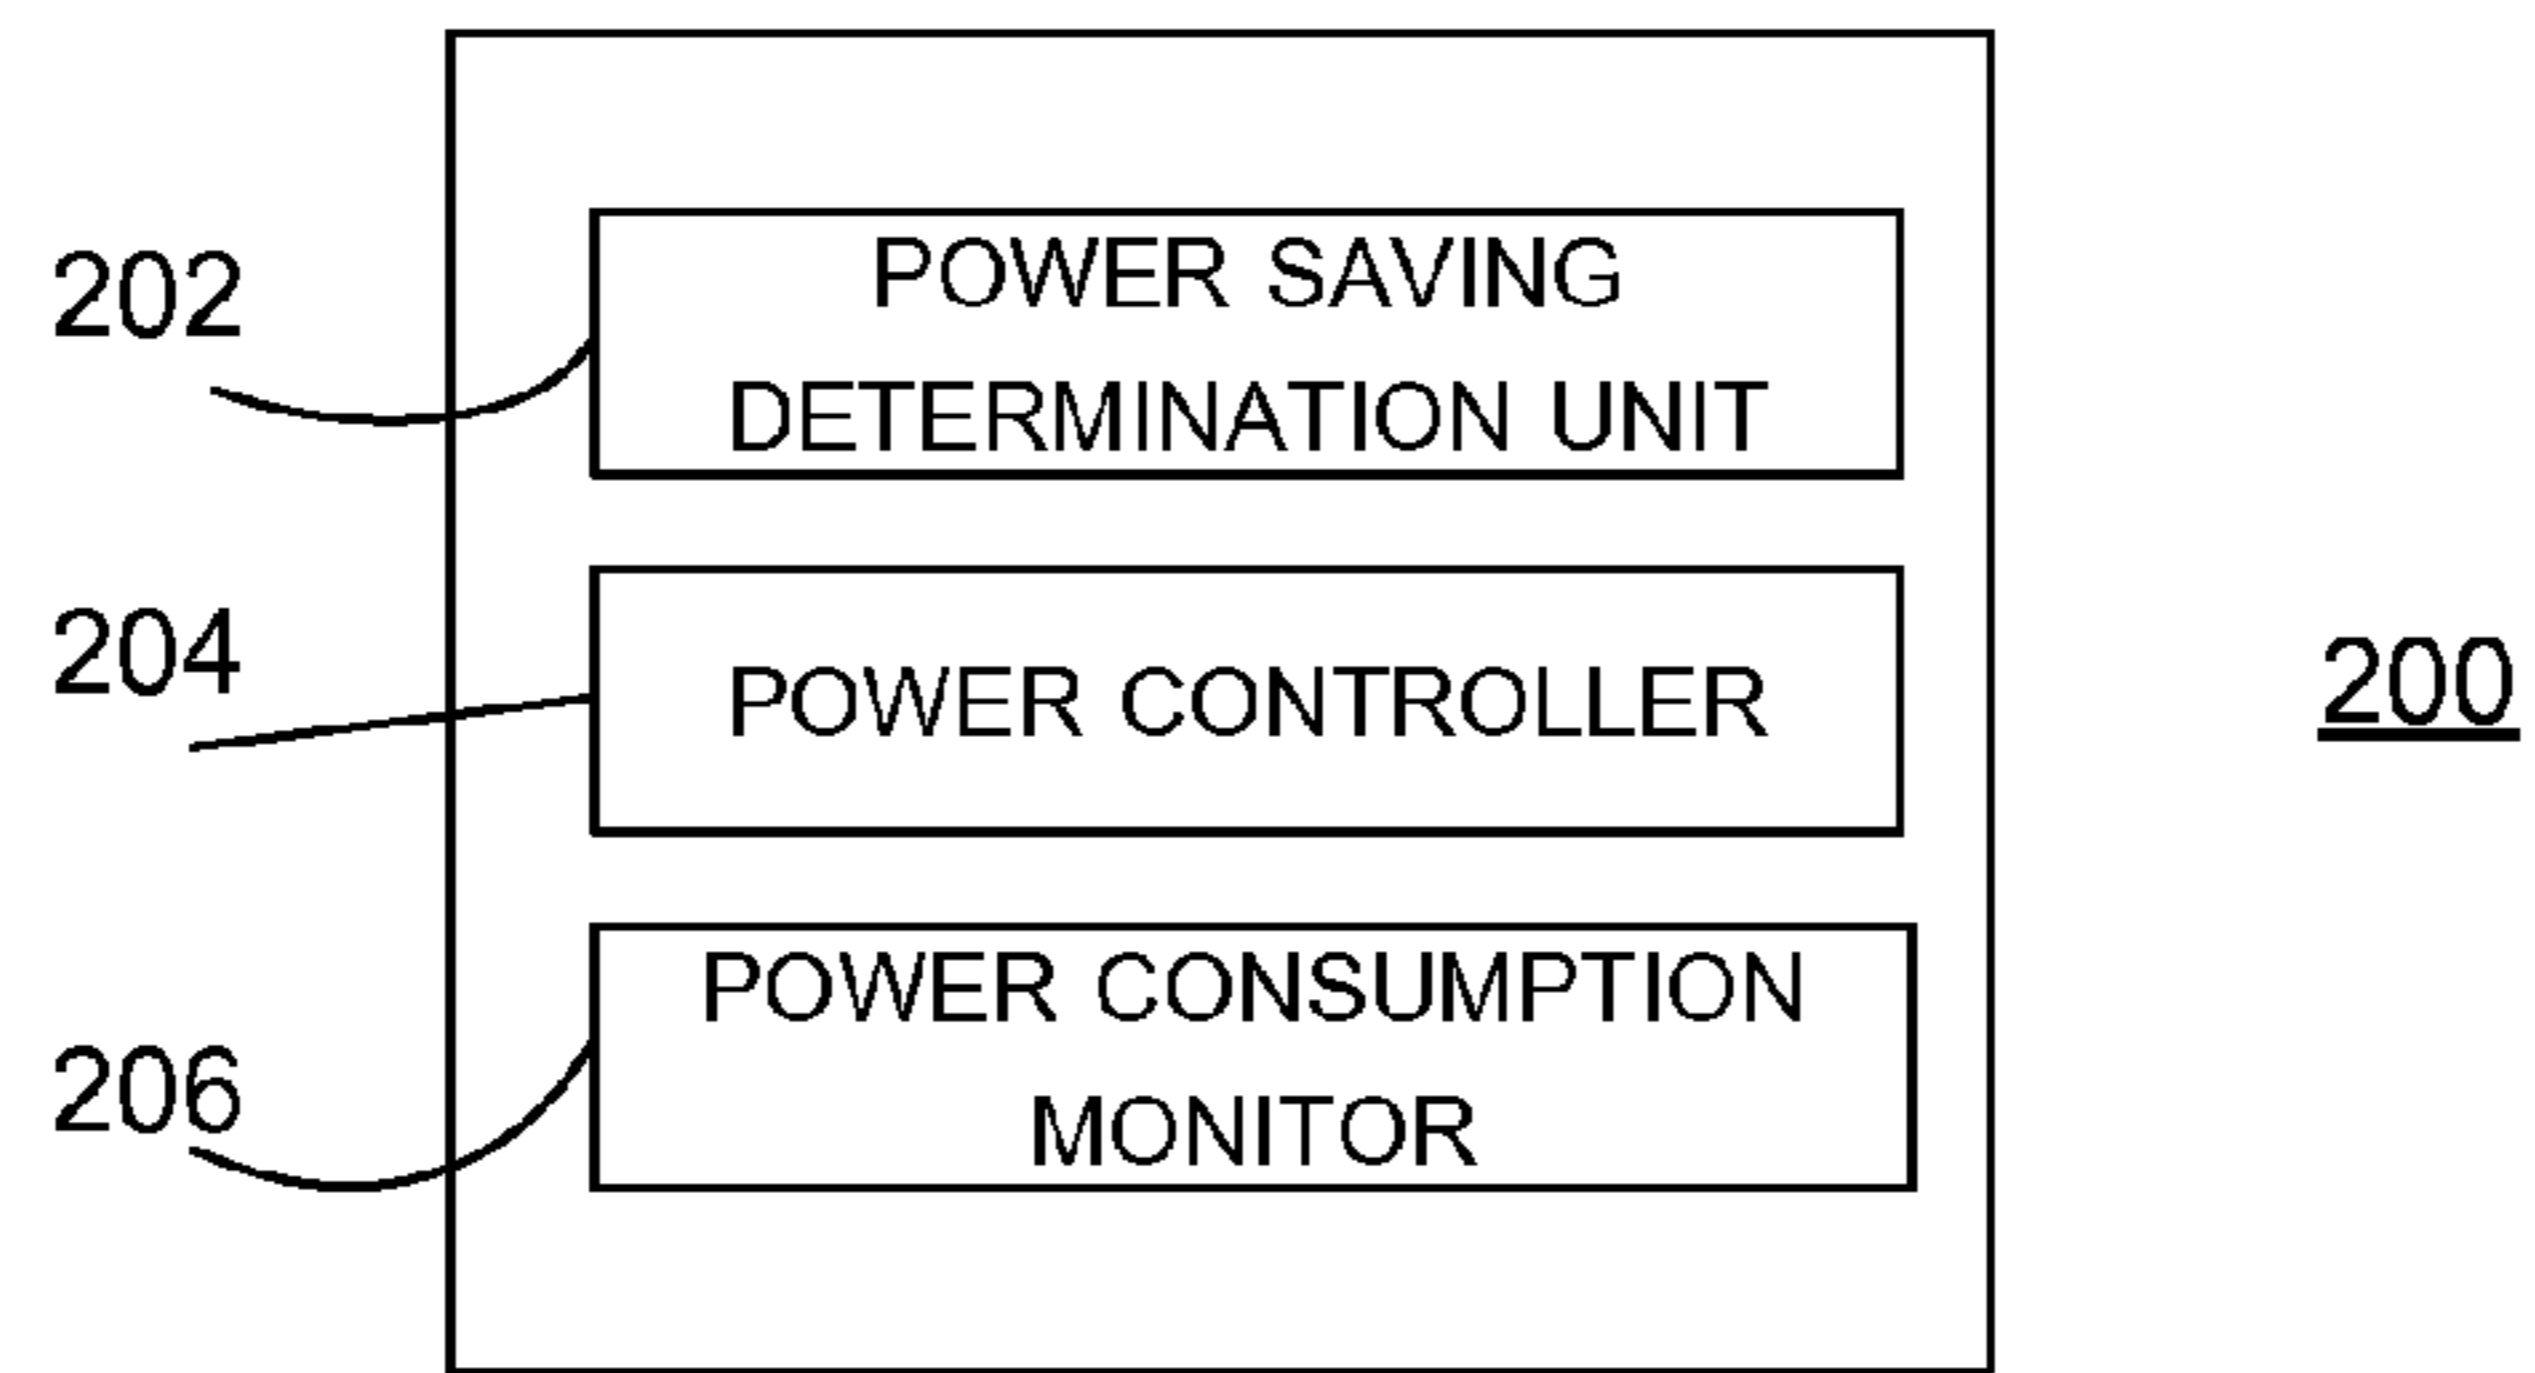 202
POWER SAVING
DETERMINATION UNIT
204
POWER CONTROLLER
200
206
POWER CONSUMPTION
MONITOR